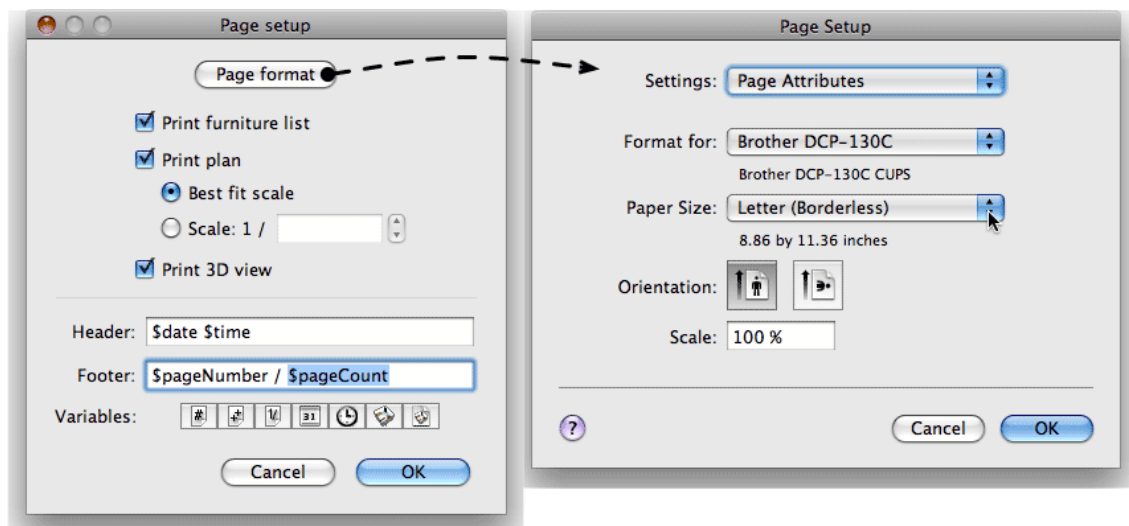 Page setup
Page format
Print furniture list
Print plan
Best fit scale
Scale: 1 /
Print 3D view
Header: $date $time
Footer: $pageNumber / $pageCount
Variables:
Cancel OK
Page Setup
Settings: Page Attributes
Format for: Brother DCP-130C
Brother DCP-130C CUPS
Paper Size: Letter (Borderless)
8.86 by 11.36 inches
Orientation:
Scale: 100 %
? Cancel OK